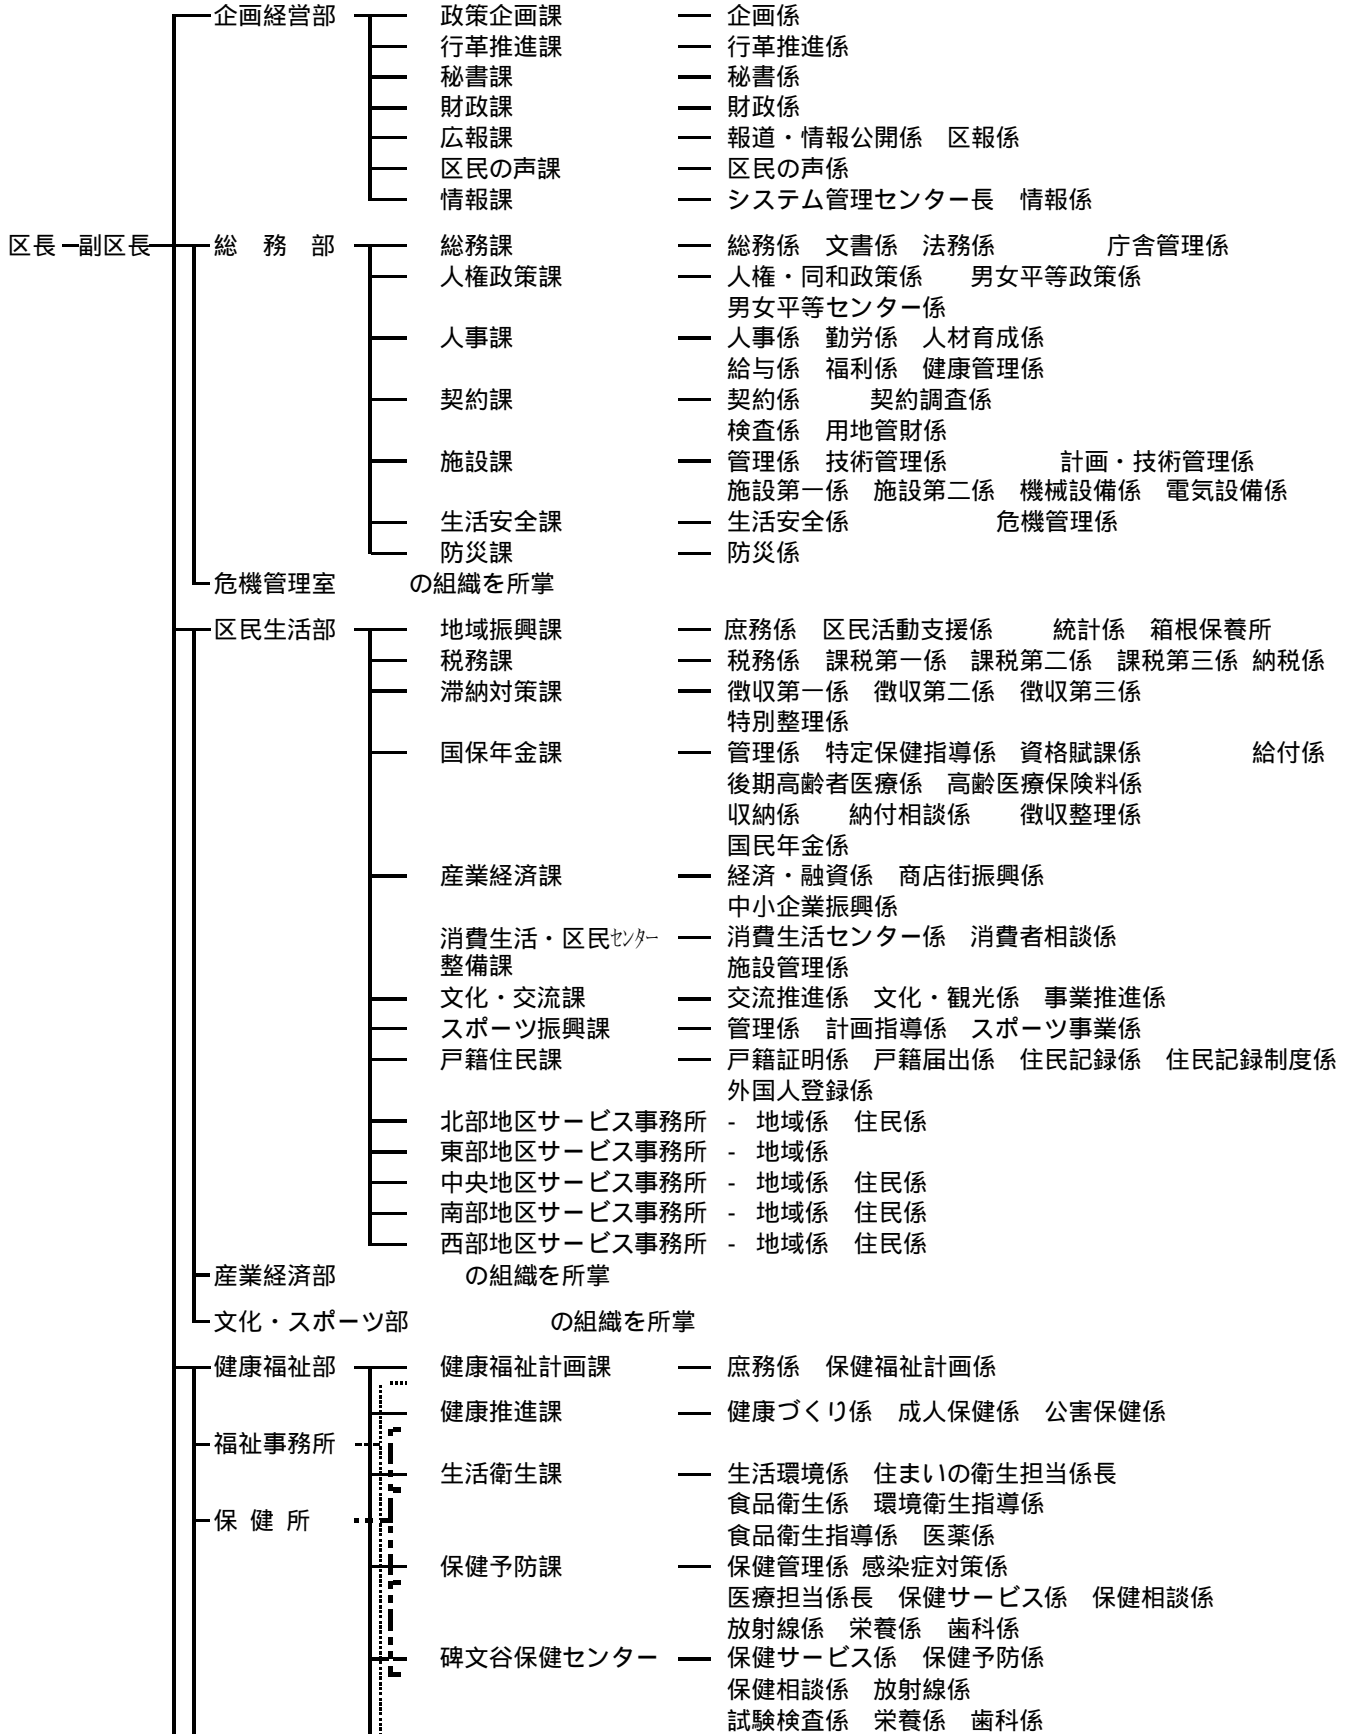 企画経営部　政策企画課　企画係
行革推進課　行革推進係
秘書課　秘書係
財政課　財政係
広報課　報道・情報公開係　区報係
区民の声課　区民の声係
情報課　システム管理センター長　情報係
区長　副区長　総　務　部　総務課　総務係　文書係　法務係　庁舎管理係
人権政策課　人権・同和政策係　男女平等政策係
男女平等センター係
人事課　人事係　勤労係　人材育成係
給与係　福利係　健康管理係
契約課　契約係　契約調査係
検査係　用地管財係
施設課　管理係　技術管理係　計画・技術管理係
施設第一係　施設第二係　機械設備係　電気設備係
生活安全課　生活安全係　危機管理係
防災課　防災係
危機管理室　の組織を所掌
区民生活部　地域振興課　庶務係　区民活動支援係　統計係　箱根保養所
税務課　税務係　課税第一係　課税第二係　課税第三係　納税係
滞納対策課　徴収第一係　徴収第二係　徴収第三係
特別整理係
国保年金課　管理係　特定保健指導係　資格賦課係　給付係
後期高齢者医療係　高齢医療保険料係
収納係　納付相談係　徴収整理係
国民年金係
産業経済課　経済・融資係　商店街振興係
中小企業振興係
消費生活・区民センター　消費生活センター係　消費者相談係
整備課　施設管理係
文化・交流課　交流推進係　文化・観光係　事業推進係
スポーツ振興課　管理係　計画指導係　スポーツ事業係
戸籍住民課　戸籍証明係　戸籍届出係　住民記録係　住民記録制度係
外国人登録係
北部地区サービス事務所　-　地域係　住民係
東部地区サービス事務所　-　地域係
中央地区サービス事務所　-　地域係　住民係
南部地区サービス事務所　-　地域係　住民係
西部地区サービス事務所　-　地域係　住民係
産業経済部　の組織を所掌
文化・スポーツ部　の組織を所掌
健康福祉部　健康福祉計画課　庶務係　保健福祉計画係
健康推進課　健康づくり係　成人保健係　公害保健係
福祉事務所
生活衛生課　生活環境係　住まいの衛生担当係長
食品衛生係　環境衛生指導係
保　健　所
食品衛生指導係　医薬係
保健予防課　保健管理係　感染症対策係
医療担当係長　保健サービス係　保健相談係
放射線係　栄養係　歯科係
碑文谷保健センター　保健サービス係　保健予防係
保健相談係　放射線係
試験検査係　栄養係　歯科係